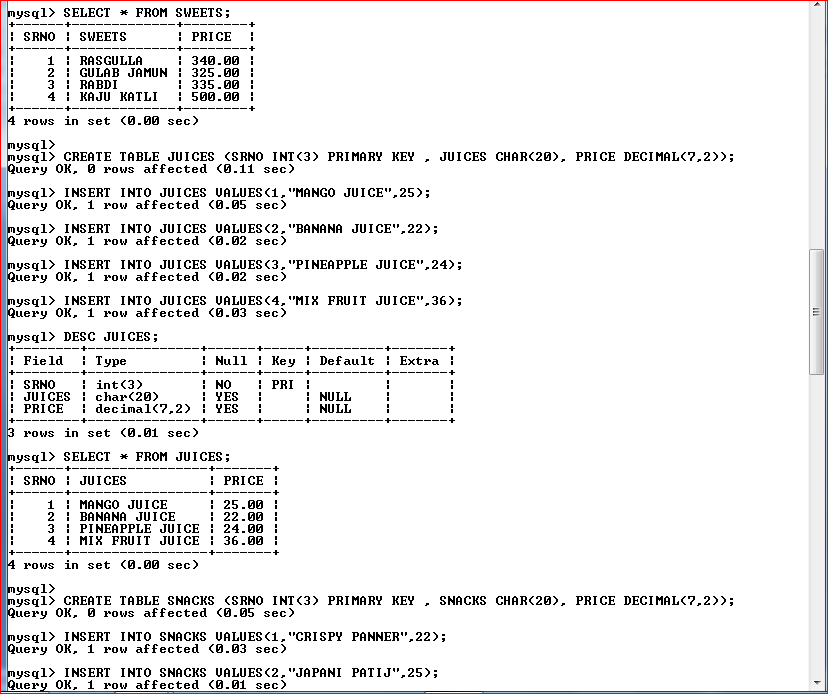 mysql> SELECT * FROM SWEETS;
+------+-------------+--------+
| SRNO | SWEETS      | PRICE  |
+------+-------------+--------+
|    1 | RASGULLA    | 340.00 |
|    2 | GULAB JAMUN | 325.00 |
|    3 | RABDI       | 335.00 |
|    4 | KAJU KATLI  | 500.00 |
+------+-------------+--------+
4 rows in set (0.00 sec)
mysql>
mysql> CREATE TABLE JUICES (SRNO INT(3) PRIMARY KEY , JUICES CHAR(20), PRICE DECIMAL(7,2));
Query OK, 0 rows affected (0.11 sec)
mysql> INSERT INTO JUICES VALUES(1,"MANGO JUICE",25);
Query OK, 1 row affected (0.05 sec)
mysql> INSERT INTO JUICES VALUES(2,"BANANA JUICE",22);
Query OK, 1 row affected (0.02 sec)
mysql> INSERT INTO JUICES VALUES(3,"PINEAPPLE JUICE",24);
Query OK, 1 row affected (0.02 sec)
mysql> INSERT INTO JUICES VALUES(4,"MIX FRUIT JUICE",36);
Query OK, 1 row affected (0.03 sec)
mysql> DESC JUICES;
+--------+--------------+------+-----+---------+-------+
| Field  | Type         | Null | Key | Default | Extra |
+--------+--------------+------+-----+---------+-------+
| SRNO   | int(3)       | NO   | PRI |         |       |
| JUICES | char(20)     | YES  |     | NULL    |       |
| PRICE  | decimal(7,2) | YES  |     | NULL    |       |
+--------+--------------+------+-----+---------+-------+
3 rows in set (0.01 sec)
mysql> SELECT * FROM JUICES;
+------+-----------------+-------+
| SRNO | JUICES          | PRICE |
+------+-----------------+-------+
|    1 | MANGO JUICE     | 25.00 |
|    2 | BANANA JUICE    | 22.00 |
|    3 | PINEAPPLE JUICE | 24.00 |
|    4 | MIX FRUIT JUICE | 36.00 |
+------+-----------------+-------+
4 rows in set (0.00 sec)
mysql>
mysql> CREATE TABLE SNACKS (SRNO INT(3) PRIMARY KEY , SNACKS CHAR(20), PRICE DECIMAL(7,2));
Query OK, 0 rows affected (0.05 sec)
mysql> INSERT INTO SNACKS VALUES(1,"CRISPY PANNER",22);
Query OK, 1 row affected (0.03 sec)
mysql> INSERT INTO SNACKS VALUES(2,"JAPANI PATIJ",25);
Query OK, 1 row affected (0.01 sec)